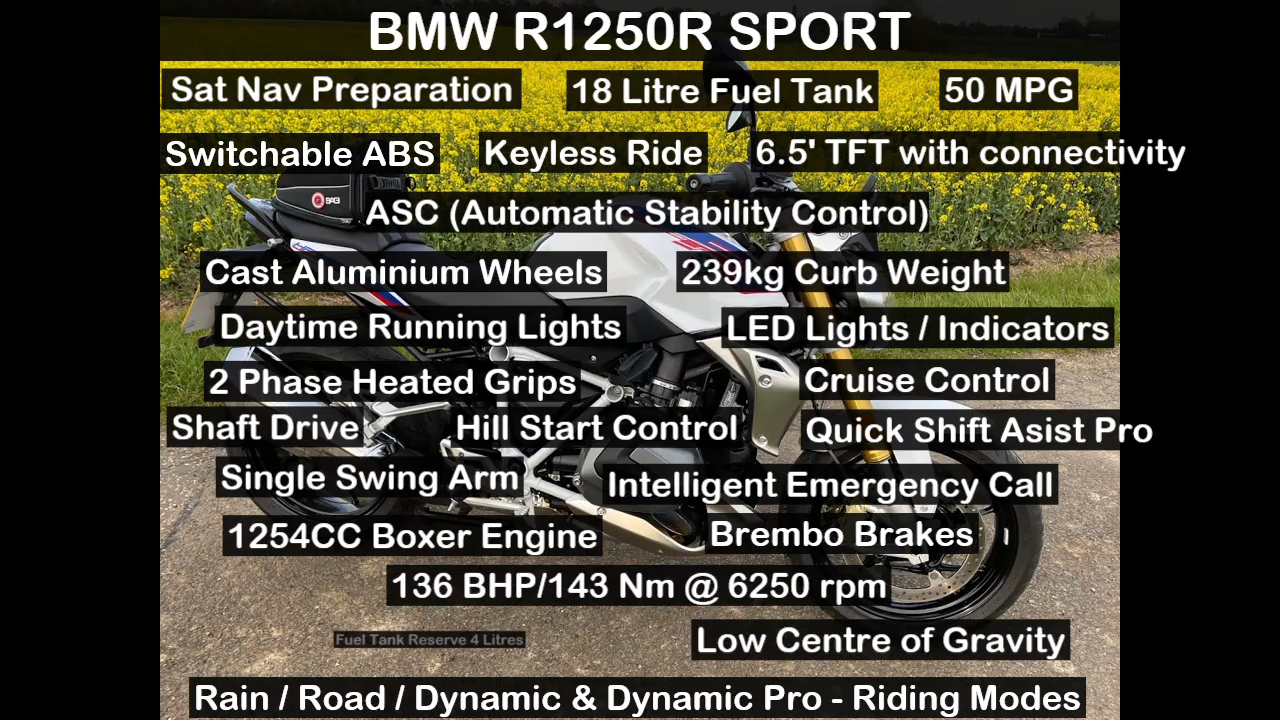 BMW R1250R SPORT
Sat Nav Preparation
18 Litre Fuel Tank
50 MPG
Switchable ABS
Keyless Ride
6.5' TFT with connectivity
BAG
ASC (Automatic Stability Control)
Cast Aluminium Wheels
239kg Curb Weight
Daytime Running Lights
LED Lights / Indicators
2 Phase Heated Grips
Cruise Control
Shaft Drive
Hill Start Control
Quick Shift Asist Pro
Single Swing Arm
Intelligent Emergency Call
1254CC Boxer Engine
Brembo Brakes
136 BHP/143 Nm @ 6250 rpm
Fuel Tank Reserve 4 Litres
Low Centre of Gravity
Rain / Road / Dynamic & Dynamic Pro - Riding Modes